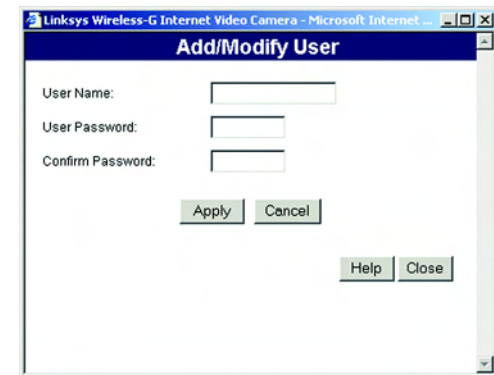 Linksys Wireless-G Internet Video Camera - Microsoft Internet ...
Add/Modify User
User Name:
User Password:
Confirm Password:
Apply Cancel
Help Close